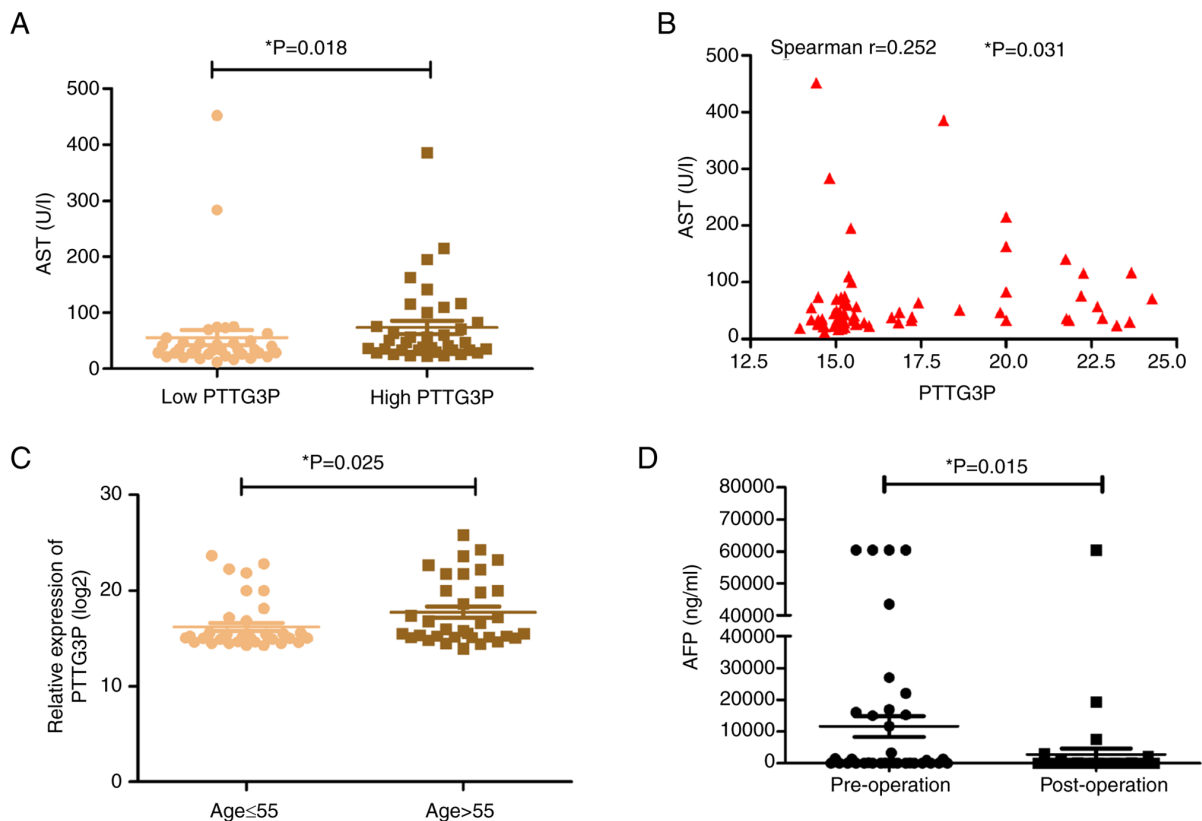 A
*P=0.018
AST (U/l)
500
400
300
200
100
0
Low PTTG3P
High PTTG3P
B
Spearman r=0.252
*P=0.031
AST (U/l)
500
400
300
200
100
0
12.5
15.0
17.5
20.0
22.5
25.0
PTTG3P
C
*P=0.025
Relative expression of
PTTG3P (log2)
30
20
10
0
Age≤55
Age>55
D
*P=0.015
AFP (ng/ml)
80000
70000
60000
50000
40000
40000
30000
20000
10000
0
Pre-operation
Post-operation